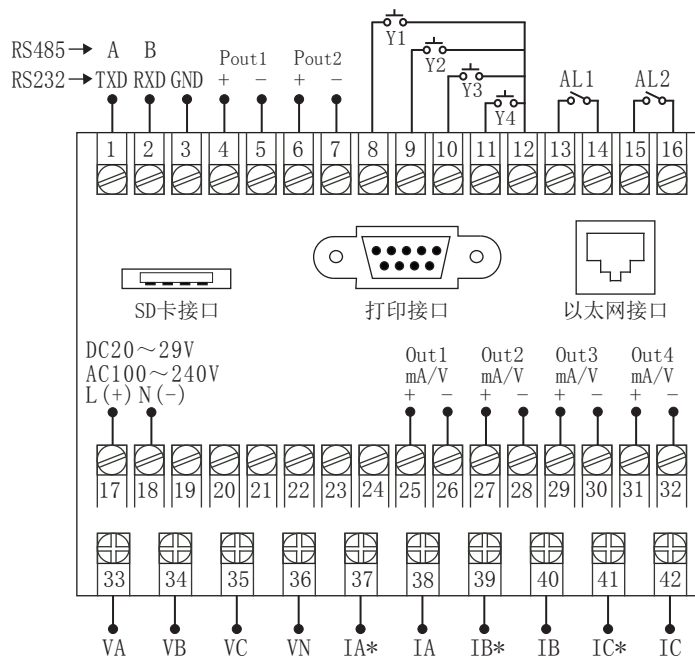 RS485 A B Pout1 Pout2 Y1
Y2
RS232 TXD RXD GND + − + − Y3 AL1 AL2
Y4
1 2 3 4 5 6 7 8 9 10 11 12 13 14 15 16
SD卡接口 打印接口 以太网接口
DC20～29V Out1 Out2 Out3 Out4
AC100～240V mA/V mA/V mA/V mA/V
L(+) N(-) + − + − + − + −
17 18 19 20 21 22 23 24 25 26 27 28 29 30 31 32
33 34 35 36 37 38 39 40 41 42
VA VB VC VN IA* IA IB* IB IC* IC